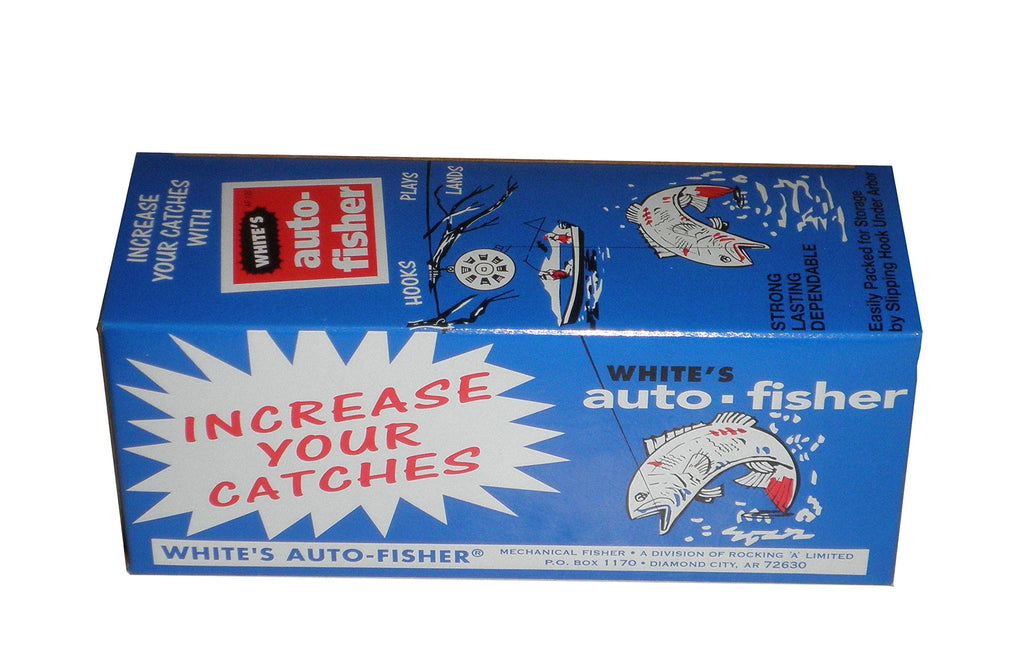 INCREASE
YOUR CATCHES
WITH
WHITE'S
auto-
fisher
HOOKS
PLAYS
LANDS
STRONG
LASTING
DEPENDABLE
Easily Packed for Storage
by Slipping Hook Under Arbor
INCREASE
YOUR
CATCHES
WHITE'S
auto-fisher
WHITE'S AUTO-FISHER®
MECHANICAL FISHER • A DIVISION OF ROCKING 'A' LIMITED
P.O. BOX 1170 • DIAMOND CITY, AR 72630